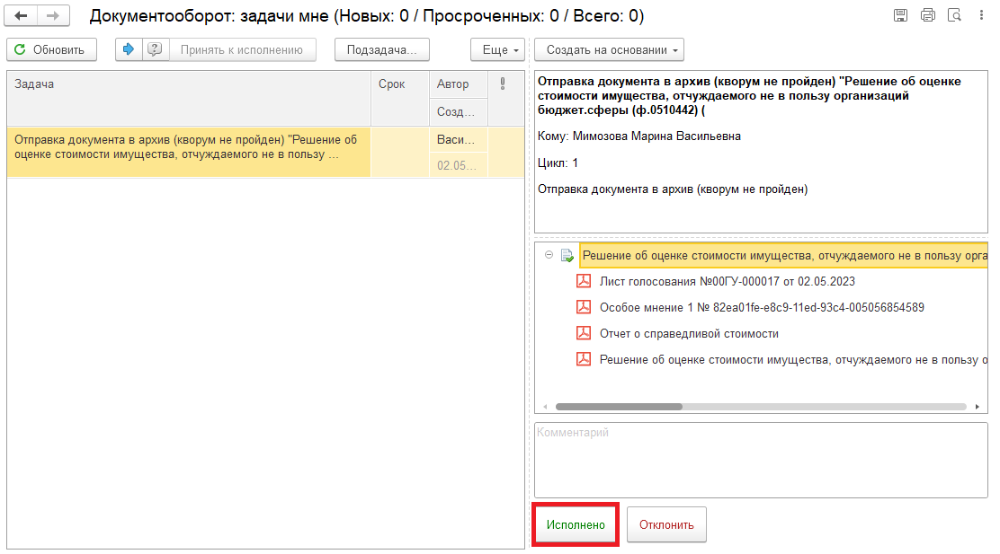 Документооборот: задачи мне (Новых: 0 / Просроченных: 0 / Всего: 0)
Обновить
Принять к исполнению
Подзадача...
Еще
Создать на основании
Задача
Срок
Автор
Созд...
Отправка документа в архив (кворум не пройден) "Решение об
оценке стоимости имущества, отчуждаемого не в пользу ...
Васи...
02.05...
Отправка документа в архив (кворум не пройден) "Решение об оценке
стоимости имущества, отчуждаемого не в пользу организаций
бюджет.сферы (ф.0510442) (
Кому: Мимозова Марина Васильевна
Цикл: 1
Отправка документа в архив (кворум не пройден)
Решение об оценке стоимости имущества, отчуждаемого не в пользу орга
Лист голосования №00ГУ-000017 от 02.05.2023
Особое мнение 1 № 82ea01fe-e8c9-11ed-93c4-005056854589
Отчет о справедливой стоимости
Решение об оценке стоимости имущества, отчуждаемого не в пользу о
Комментарий
Исполнено
Отклонить